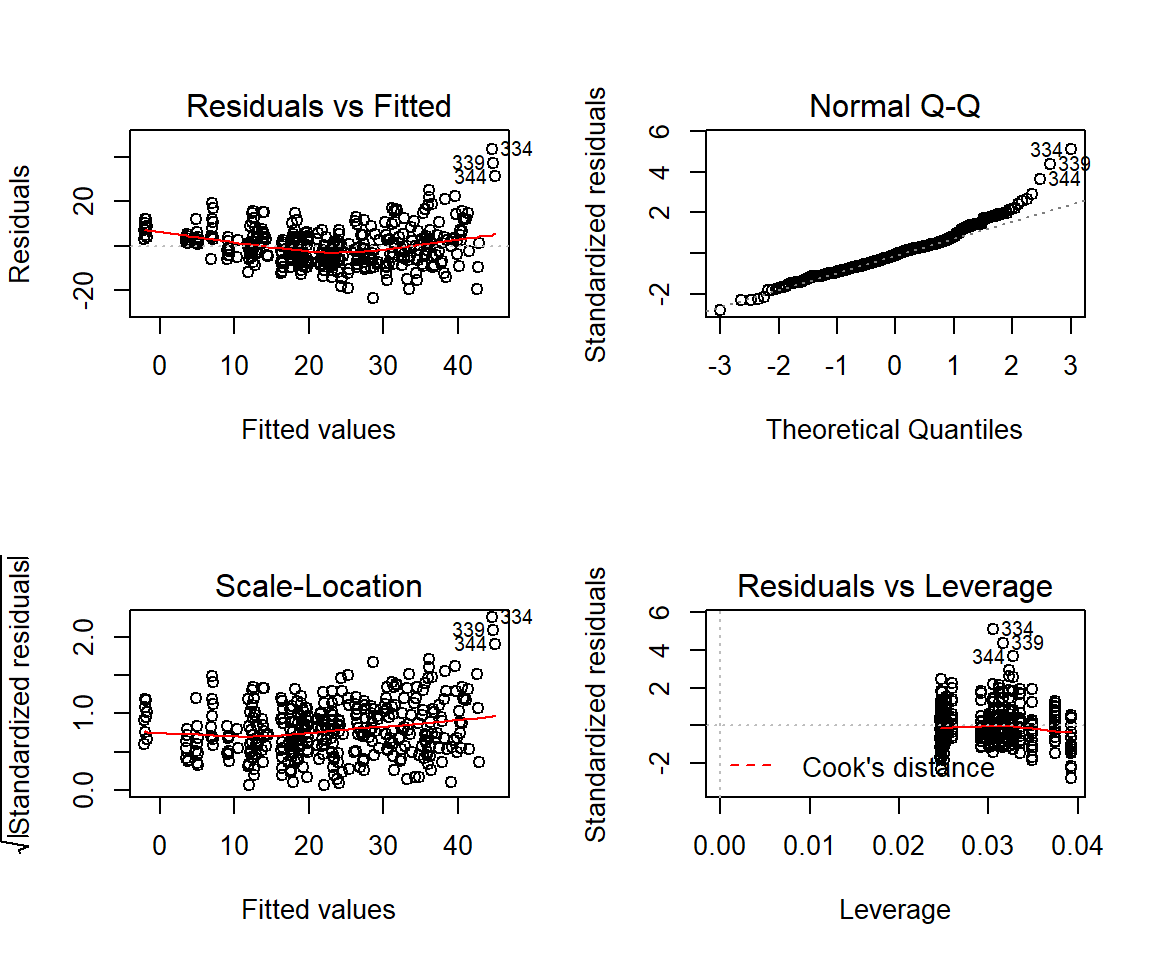 Residuals vs Fitted
Residuals
20
-20
334
339
344
0 10 20 30 40
Fitted values
Normal Q-Q
Standardized residuals
6
4
2
-2
334
339
344
-3 -2 -1 0 1 2 3
Theoretical Quantiles
Scale-Location
√|Standardized residuals|
2.0
1.0
0.0
334
339
344
0 10 20 30 40
Fitted values
Residuals vs Leverage
Standardized residuals
6
4
2
-2
334
339
344
Cook's distance
0.00 0.01 0.02 0.03 0.04
Leverage